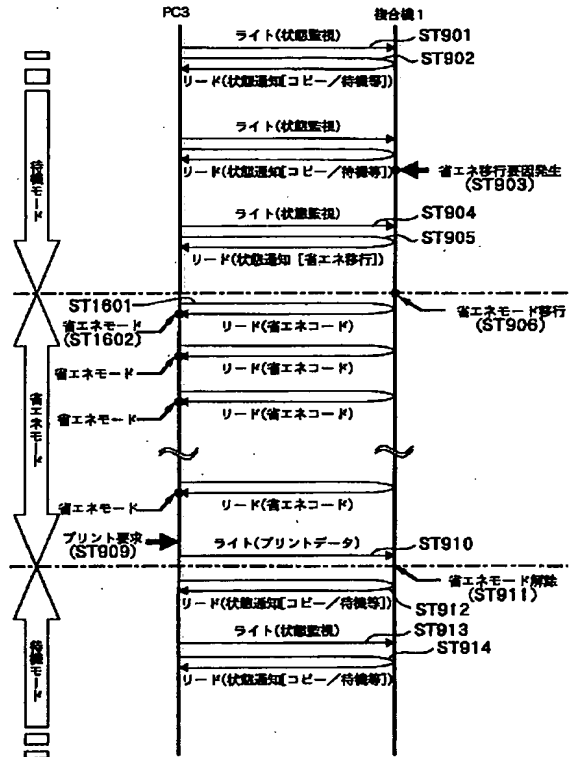 PC3
複合機1
ライト(状態監視)
ST901
ST902
リード(状態通知[コピー/待機等])
ライト(状態監視)
リード(状態通知[コピー/待機等])
省エネ移行要因発生
(ST903)
待機モード
ライト(状態監視)
ST904
ST905
リード(状態通知 [省エネ移行])
ST1601
省エネモード
(ST1602)
リード(省エネコード)
省エネモード移行
(ST906)
省エネモード
リード(省エネコード)
省エネモード
リード(省エネコード)
省エネモード
省エネモード
リード(省エネコード)
プリント要求
(ST909)
ライト(プリントデータ)
ST910
省エネモード解除
(ST911)
リード(状態通知[コピー/待機等])
ST912
ライト(状態監視)
ST913
ST914
リード(状態通知[コピー/待機等])
待機モード